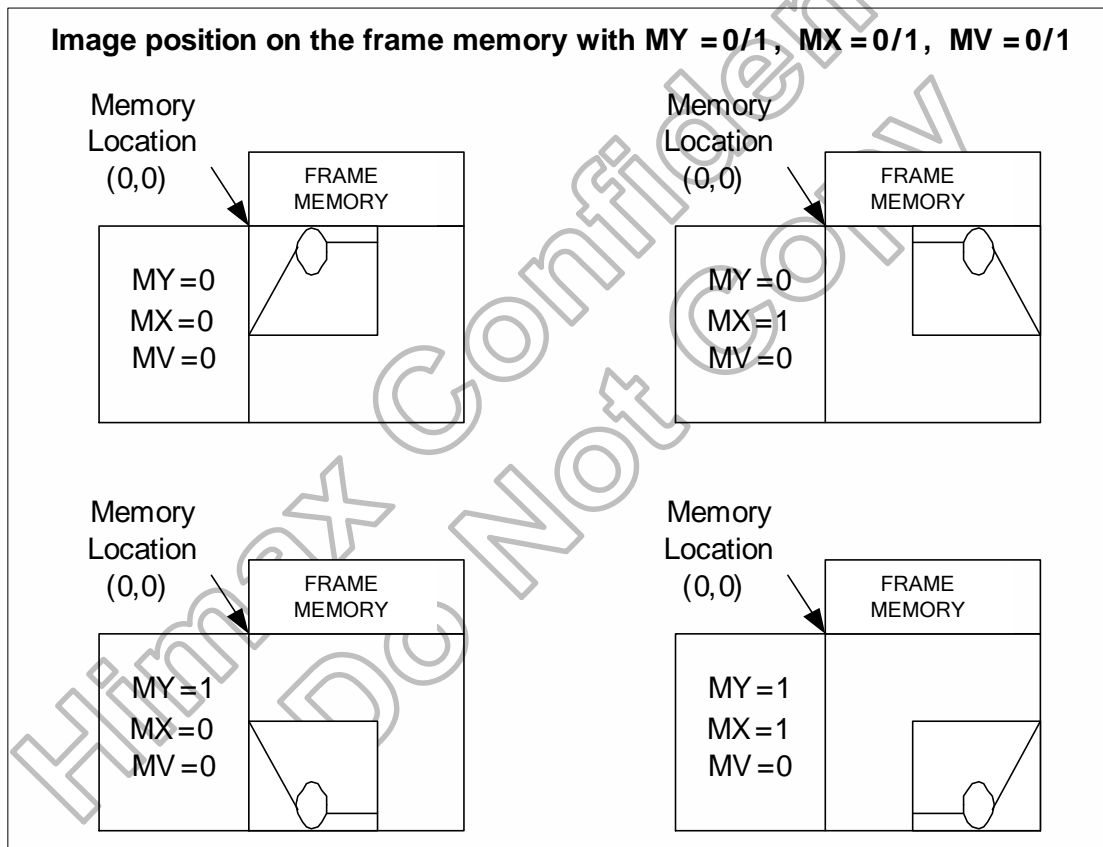 Image position on the frame memory with MY =0/1, MX =0/1, MV =0/1
Memory
Location
(0,0)
FRAME
MEMORY
MY=0
MX=0
MV=0
Memory
Location
(0,0)
FRAME
MEMORY
MY=0
MX=1
MV=0
Memory
Location
(0,0)
FRAME
MEMORY
MY=1
MX=0
MV=0
Memory
Location
(0,0)
FRAME
MEMORY
MY=1
MX=1
MV=0
Himax Confiden
Do Not Copy